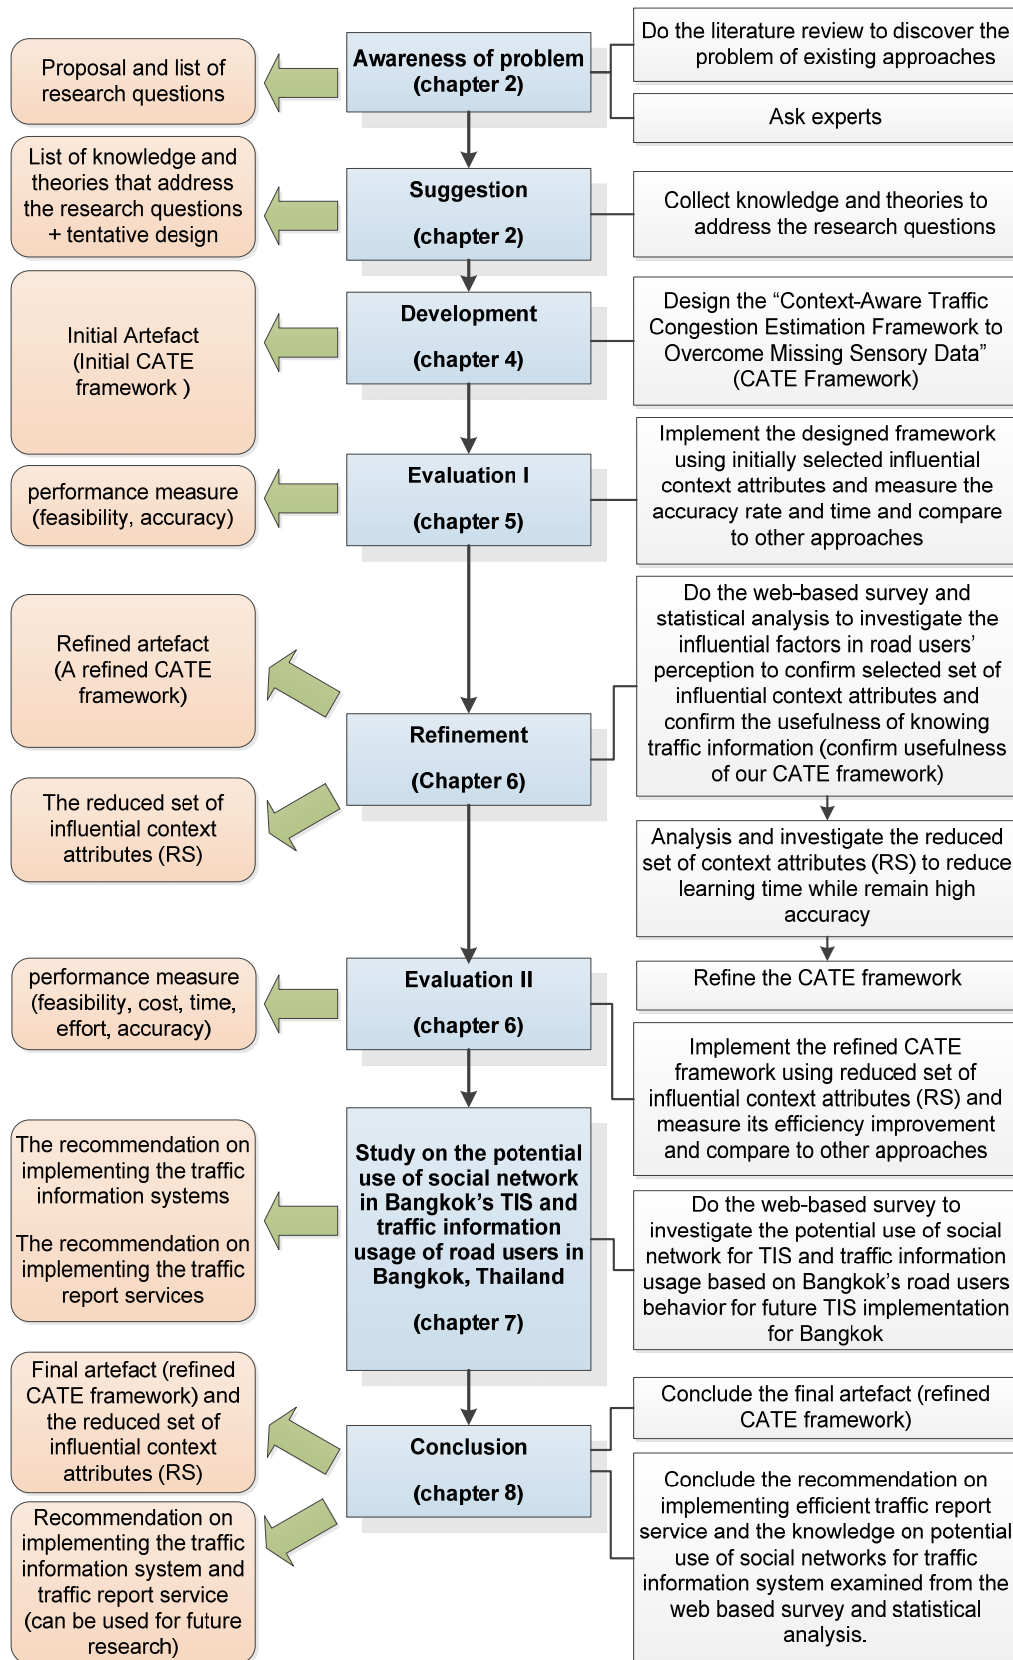 Proposal and list of
research questions
Awareness of problem
(chapter 2)
Do the literature review to discover the
problem of existing approaches
Ask experts
List of knowledge and
theories that address
the research questions
+ tentative design
Suggestion
(chapter 2)
Collect knowledge and theories to
address the research questions
Initial Artefact
(Initial CATE
framework )
Development
(chapter 4)
Design the “Context-Aware Traffic
Congestion Estimation Framework to
Overcome Missing Sensory Data”
(CATE Framework)
performance measure
(feasibility, accuracy)
Evaluation I
(chapter 5)
Implement the designed framework
using initially selected influential
context attributes and measure the
accuracy rate and time and compare
to other approaches
Refined artefact
(A refined CATE
framework)
The reduced set of
influential context
attributes (RS)
Refinement
(Chapter 6)
Do the web-based survey and
statistical analysis to investigate the
influential factors in road users’
perception to confirm selected set of
influential context attributes and
confirm the usefulness of knowing
traffic information (confirm usefulness
of our CATE framework)
Analysis and investigate the reduced
set of context attributes (RS) to reduce
learning time while remain high
accuracy
Refine the CATE framework
performance measure
(feasibility, cost, time,
effort, accuracy)
Evaluation II
(chapter 6)
Implement the refined CATE
framework using reduced set of
influential context attributes (RS) and
measure its efficiency improvement
and compare to other approaches
The recommendation on
implementing the traffic
information systems
The recommendation on
implementing the traffic
report services
Study on the potential
use of social network
in Bangkok’s TIS and
traffic information
usage of road users in
Bangkok, Thailand
(chapter 7)
Do the web-based survey to
investigate the potential use of social
network for TIS and traffic information
usage based on Bangkok’s road users
behavior for future TIS implementation
for Bangkok
Final artefact (refined
CATE framework) and
the reduced set of
influential context
attributes (RS)
Recommendation on
implementing the traffic
information system and
traffic report service
(can be used for future
research)
Conclusion
(chapter 8)
Conclude the final artefact (refined
CATE framework)
Conclude the recommendation on
implementing efficient traffic report
service and the knowledge on potential
use of social networks for traffic
information system examined from the
web based survey and statistical
analysis.